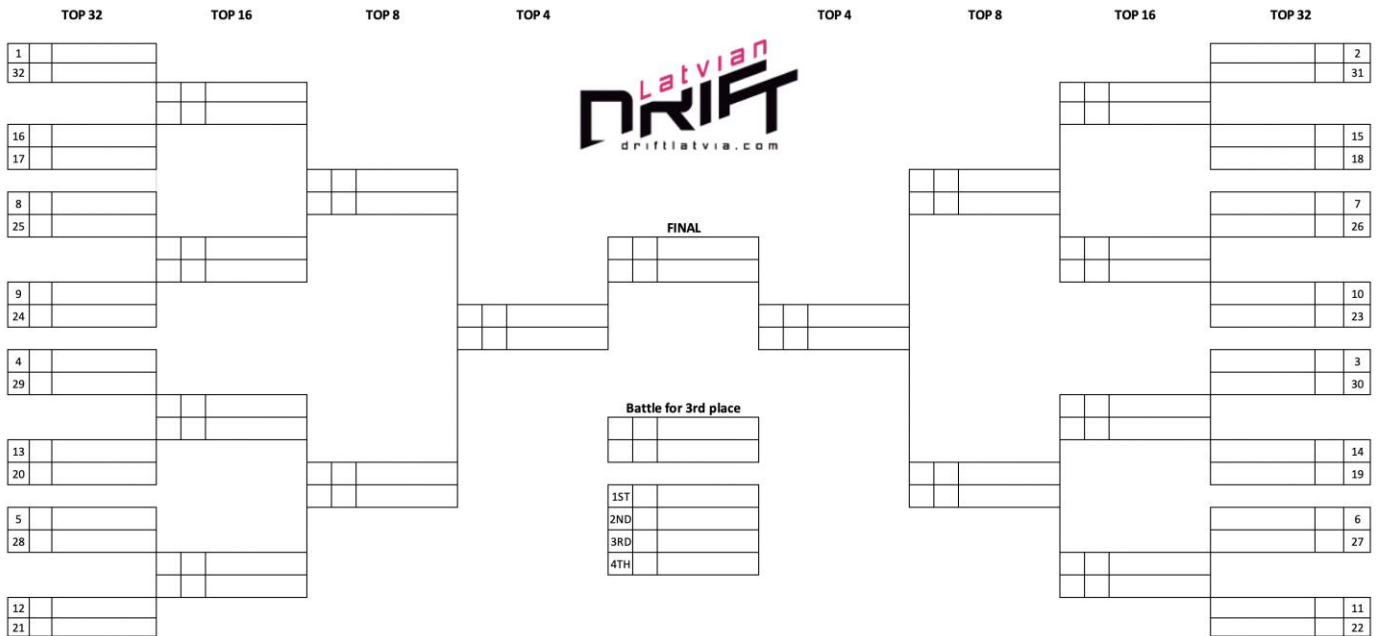 TOP 32 TOP 16 TOP 8 TOP 4 TOP 4 TOP 8 TOP 16 TOP 32
Latvian
DRIFT
driftlatvia.com
1 2
32 31
16 15
17 18
8 7
25 26
FINAL
9 10
24 23
4 3
29 30
Battle for 3rd place
13 14
20 19
1ST
5 2ND 6
28 3RD 27
4TH
12 11
21 22